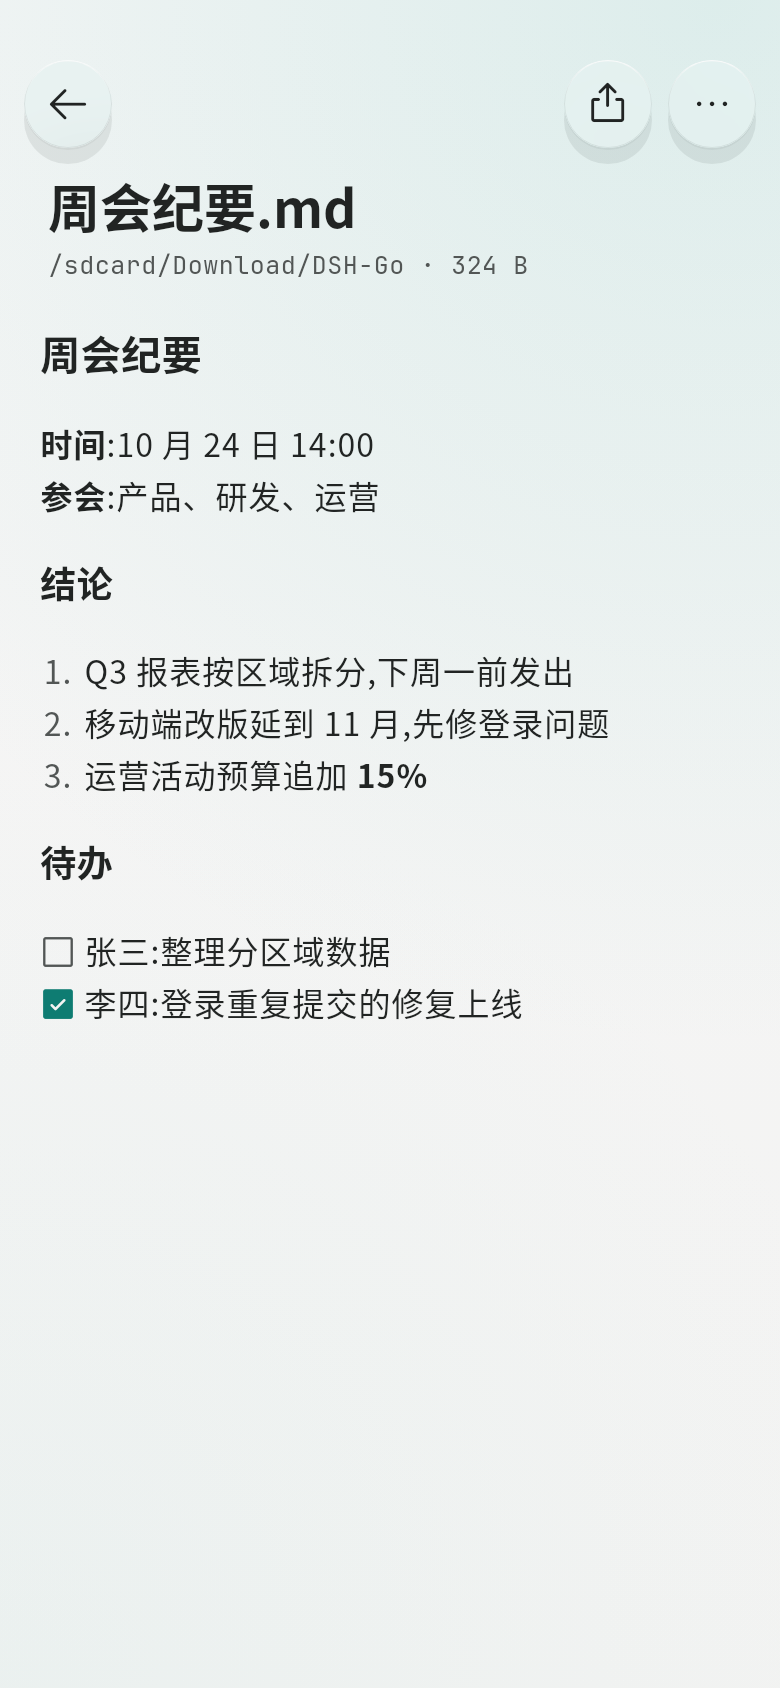 周会纪要.md
/sdcard/Download/DSH-Go · 324 B
周会纪要
时间:10 月 24 日 14:00
参会:产品、研发、运营
结论
1. Q3 报表按区域拆分,下周一前发出
2. 移动端改版延到 11 月,先修登录问题
3. 运营活动预算追加 15%
待办
张三:整理分区域数据
李四:登录重复提交的修复上线